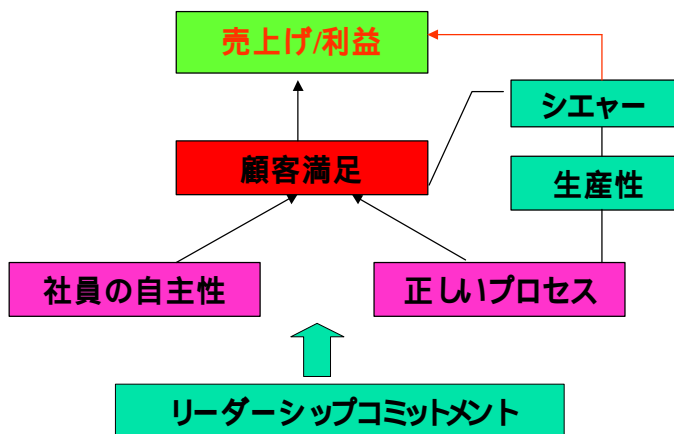 売上げ/利益
シエャー
顧客満足
生産性
社員の自主性
正しいプロセス
リーダーシップコミットメント